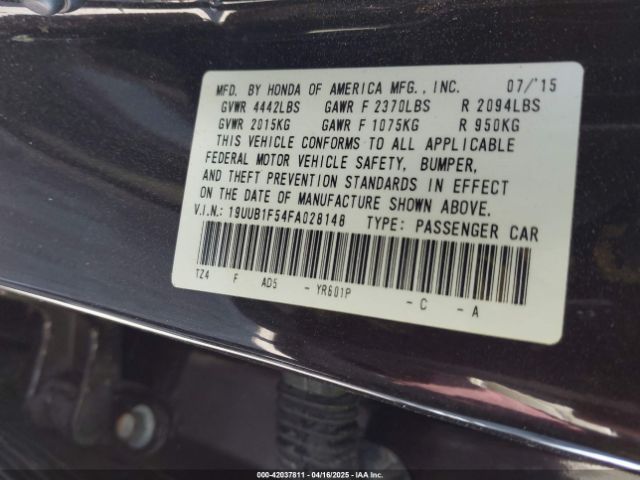 MFD. BY HONDA OF AMERICA MFG., INC. 07/'15
GVWR 4442LBS GAWR F 2370LBS R 2094LBS
GVWR 2015KG GAWR F 1075KG R 950KG
THIS VEHICLE CONFORMS TO ALL APPLICABLE
FEDERAL MOTOR VEHICLE SAFETY, BUMPER,
AND THEFT PREVENTION STANDARDS IN EFFECT
ON THE DATE OF MANUFACTURE SHOWN ABOVE.
V.I.N.: 19UUB1F54FA028148 TYPE: PASSENGER CAR
TZ4 F AD5 - YR601P - C - A
000-42037811 - 04/16/2025 - IAAI.COM